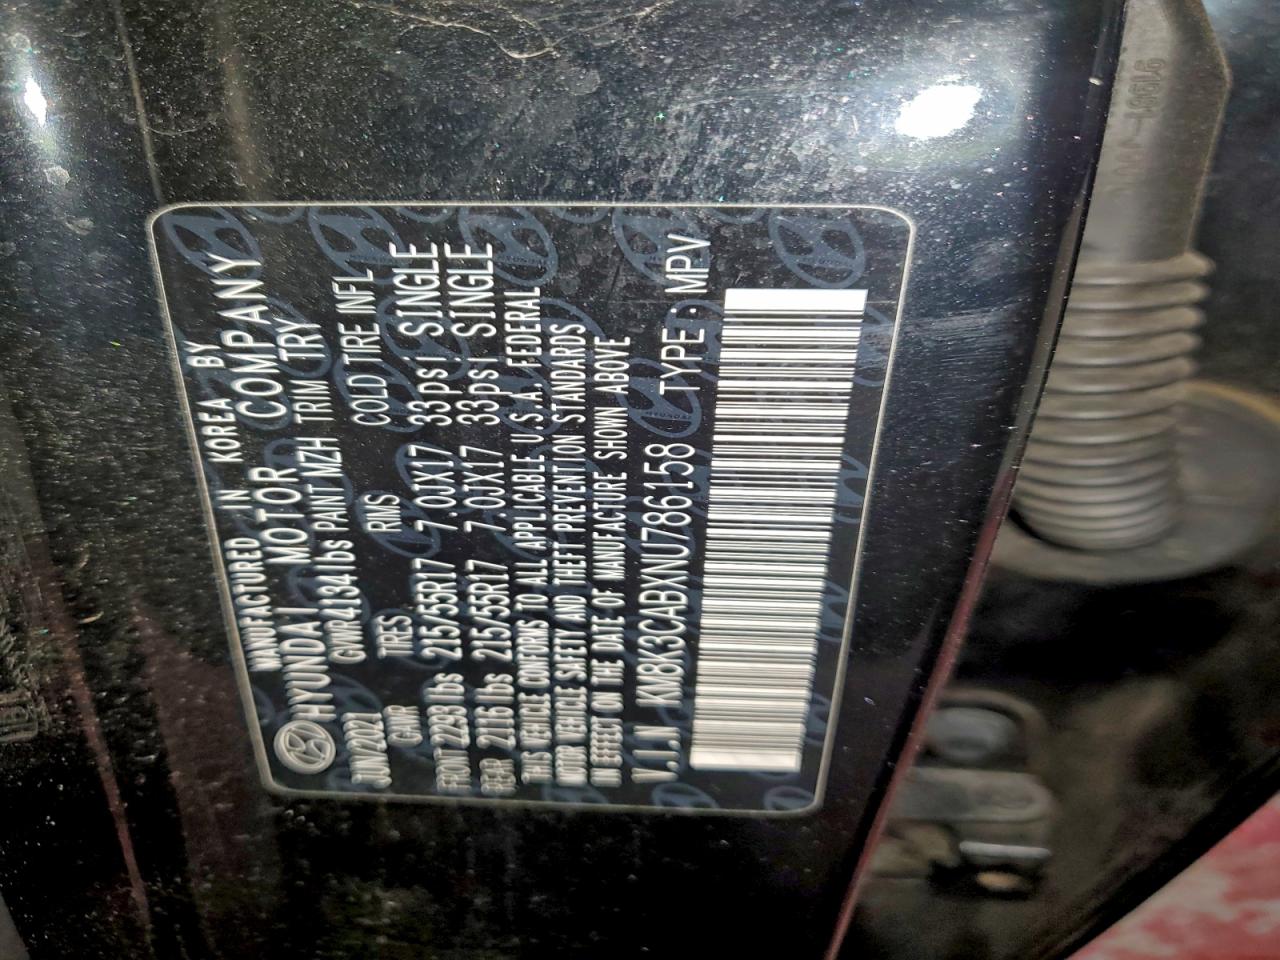 MANUFACTURED IN KOREA BY
HYUNDAI MOTOR COMPANY
GVWR 4134lbs PAINT MZH TRIM TRY
JUN/2021 TIRES RIMS COLD TIRE INFL
GAWR
FRONT 2293 lbs 215/55R17 7.0JX17 33psi SINGLE
REAR 2116 lbs 215/55R17 7.0JX17 33psi SINGLE
THIS VEHICLE CONFORMS TO ALL APPLICABLE U.S.A. FEDERAL
MOTOR VEHICLE SAFETY AND THEFT PREVENTION STANDARDS
IN EFFECT ON THE DATE OF MANUFACTURE SHOWN ABOVE
V.I.N : KM8K3CABXNU786158 TYPE : MPV